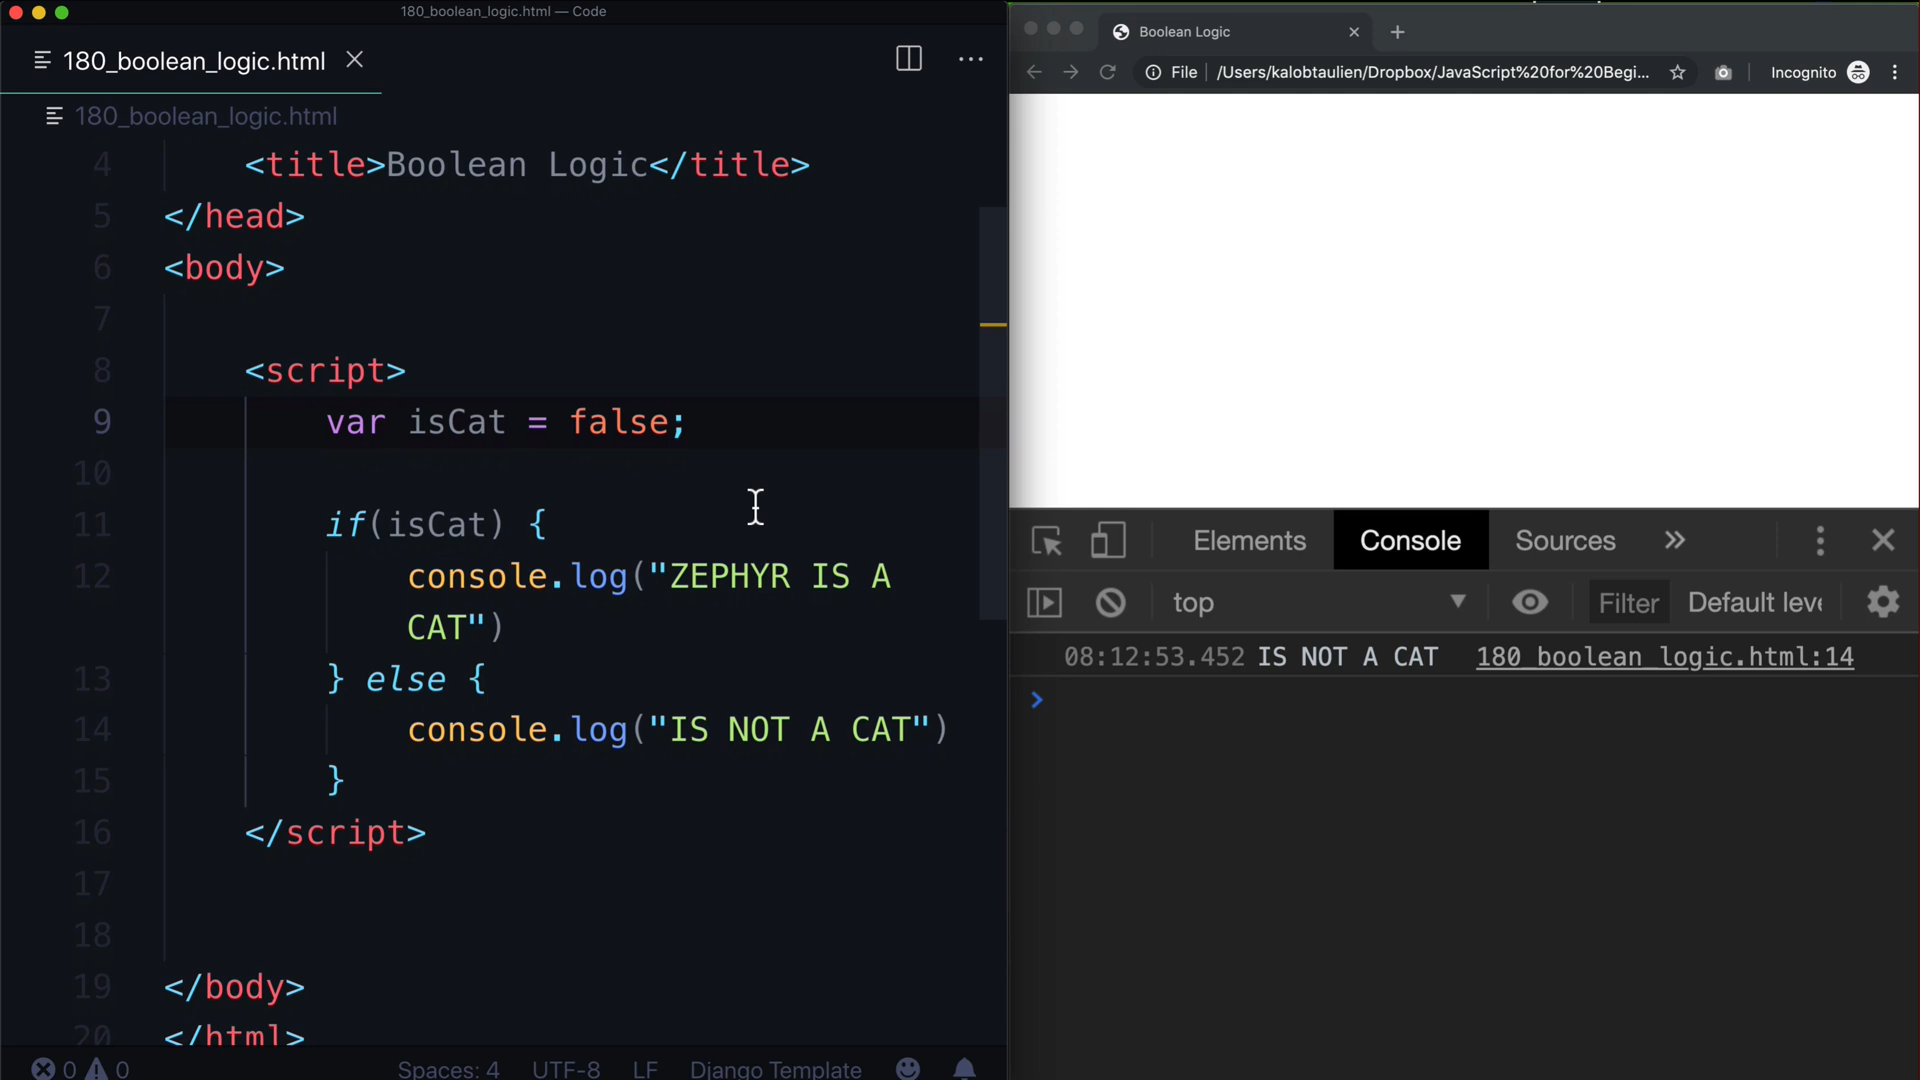 180_boolean_logic.html — Code
180_boolean_logic.html
180_boolean_logic.html
4 <title>Boolean Logic</title>
5 </head>
6 <body>
7
8 <script>
9 var isCat = false;
10
11 if(isCat) {
12 console.log("ZEPHYR IS A
CAT")
13 } else {
14 console.log("IS NOT A CAT")
15 }
16 </script>
17
18
19 </body>
20 </html>
0 0 Spaces: 4 UTF-8 LF Django Template
Boolean Logic
File /Users/kalobtaulien/Dropbox/JavaScript%20for%20Begi... Incognito
Elements Console Sources
top Filter Default leve
08:12:53.452 IS NOT A CAT 180_boolean_logic.html:14